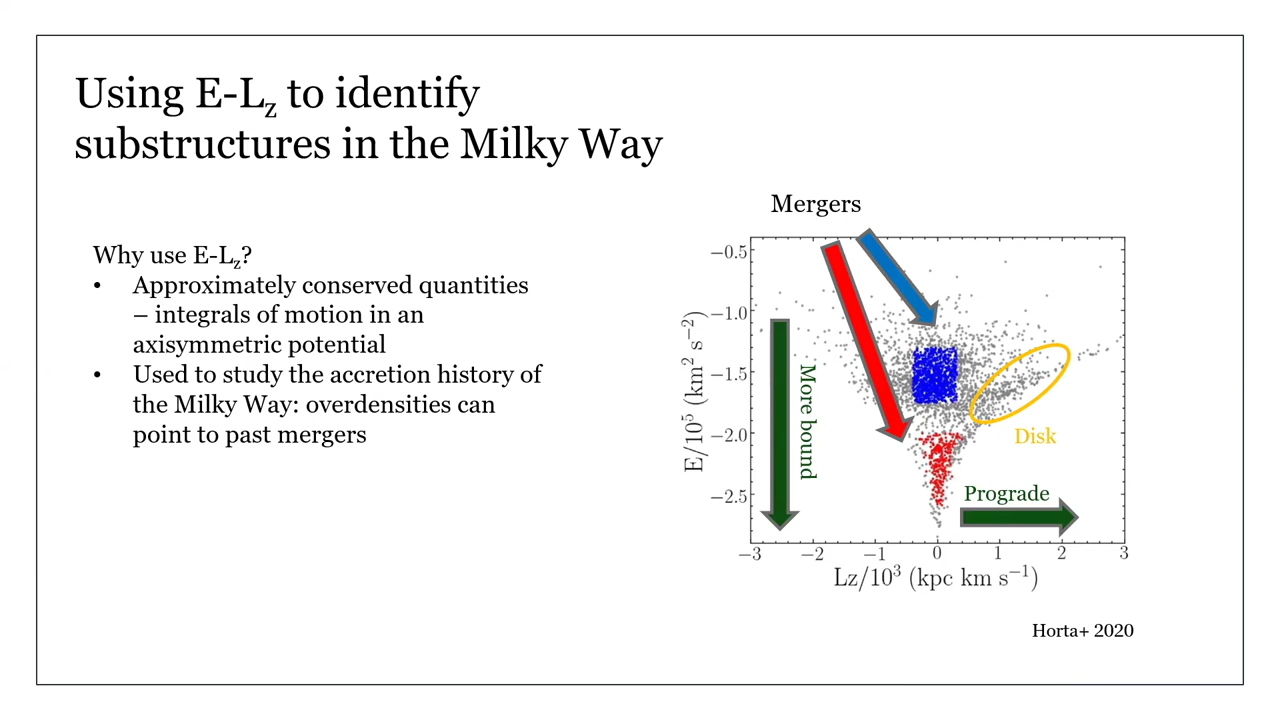 Using E-Lz to identify
substructures in the Milky Way
Why use E-Lz?
• Approximately conserved quantities
– integrals of motion in an
axisymmetric potential
• Used to study the accretion history of
the Milky Way: overdensities can
point to past mergers
Mergers
−0.5
−1.0
−1.5
−2.0
−2.5
E/10⁵ (km² s⁻²)
More bound
Disk
Prograde
−3 −2 −1 0 1 2 3
Lz/10³ (kpc km s⁻¹)
Horta+ 2020